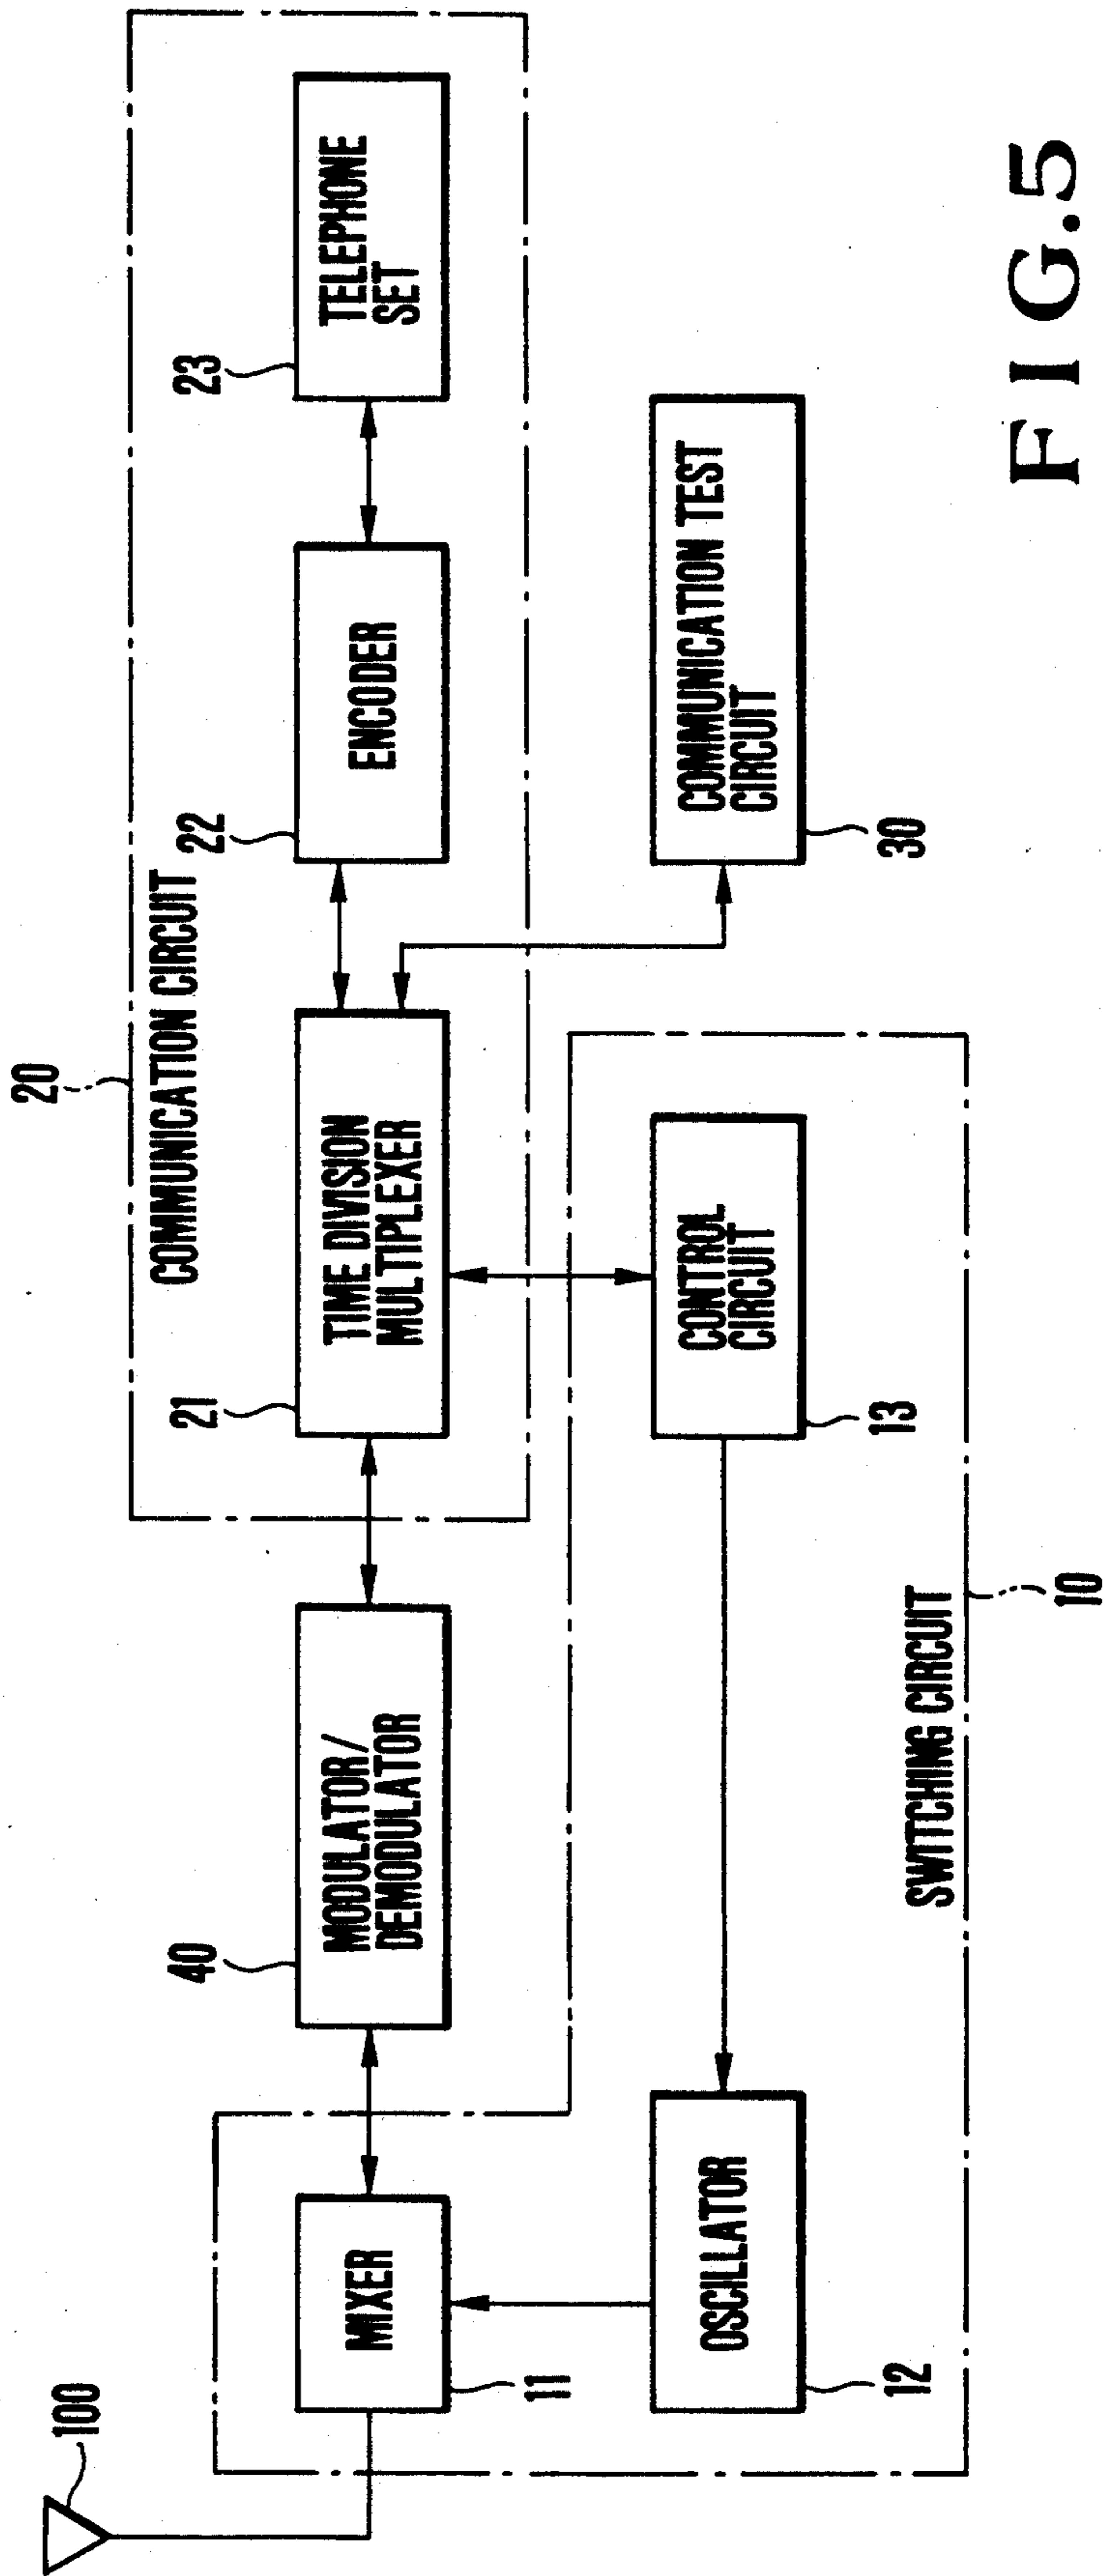 20
COMMUNICATION CIRCUIT
100
11
MIXER
40
MODULATOR/
DEMODULATOR
21
TIME DIVISION
MULTIPLEXER
22
ENCODER
23
TELEPHONE
SET
12
OSCILLATOR
13
CONTROL
CIRCUIT
30
COMMUNICATION TEST
CIRCUIT
SWITCHING CIRCUIT
10
FIG.5